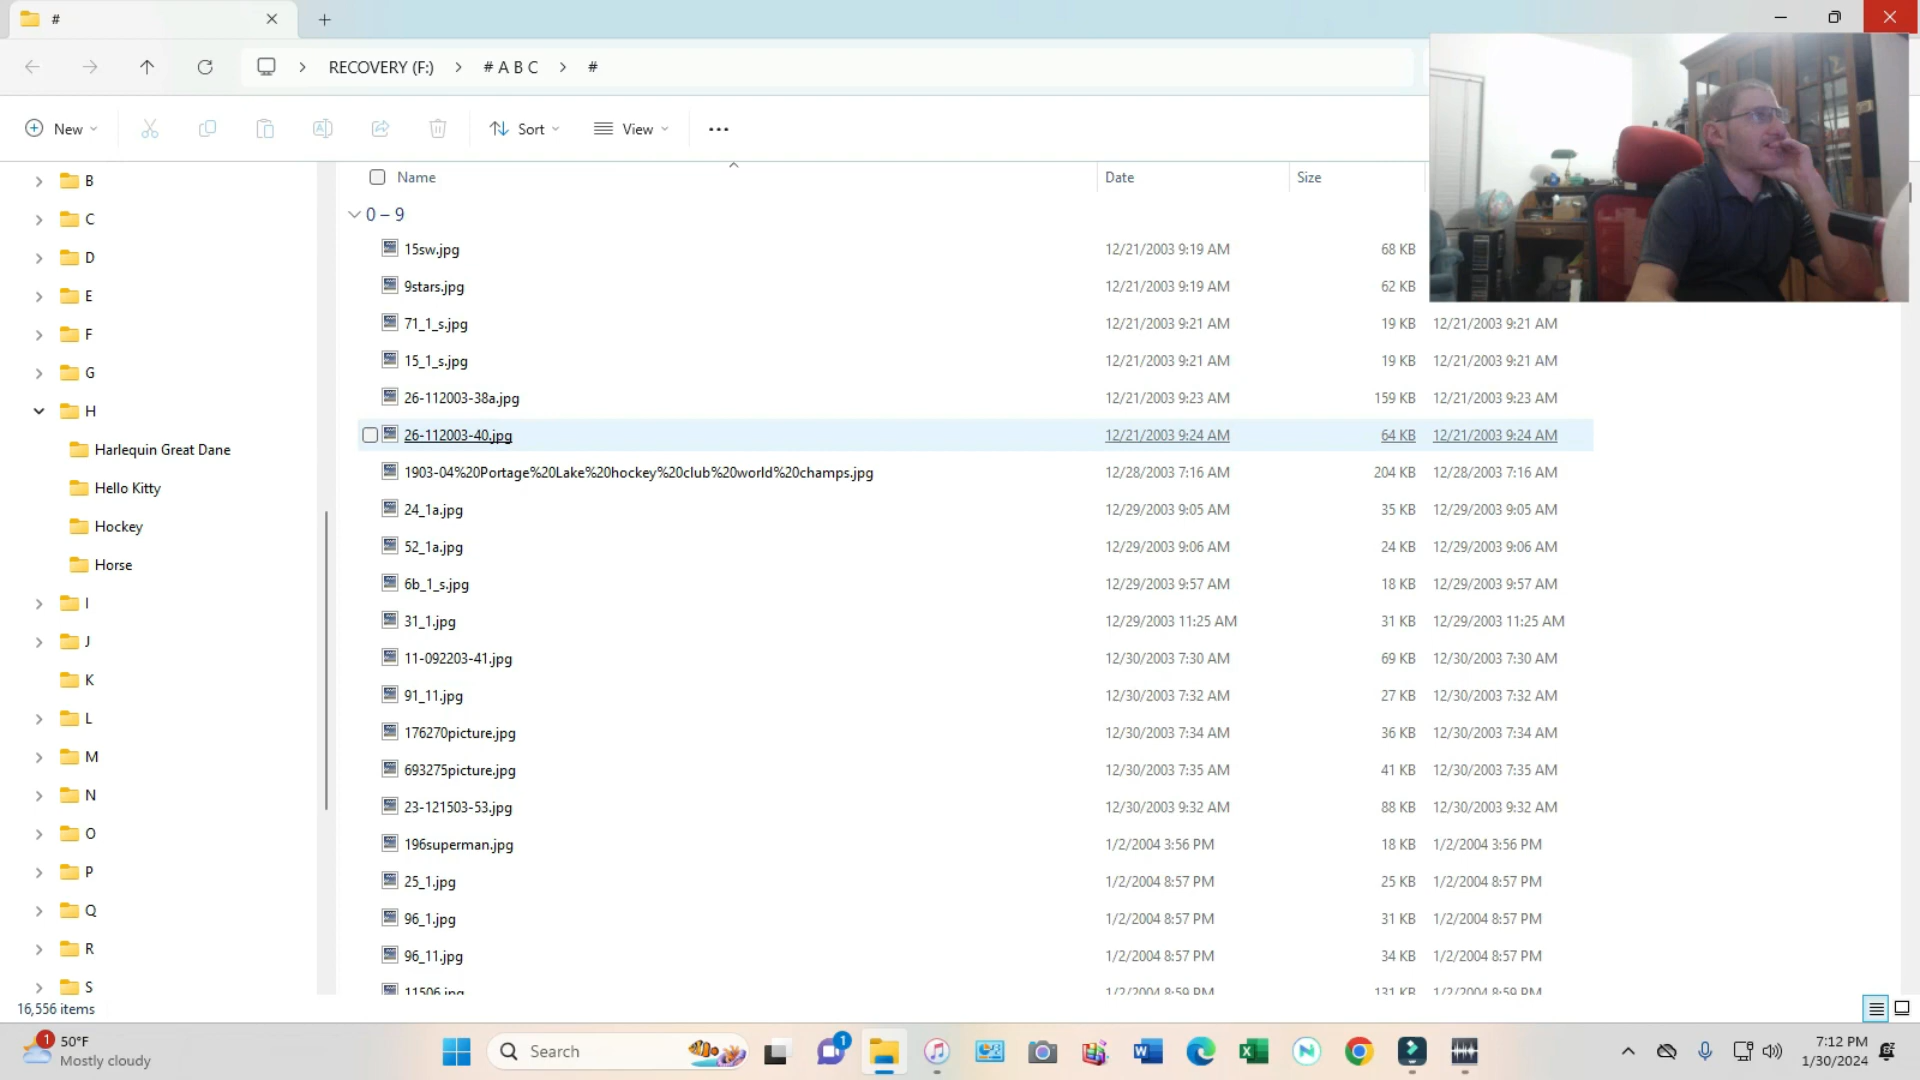 #
RECOVERY (F:) > # A B C > #
New
Sort
View
B
C
D
E
F
G
H
Harlequin Great Dane
Hello Kitty
Hockey
Horse
I
J
K
L
M
N
O
P
Q
R
S
Name Date Size
0 – 9
15sw.jpg 12/21/2003 9:19 AM 68 KB
9stars.jpg 12/21/2003 9:19 AM 62 KB
71_1_s.jpg 12/21/2003 9:21 AM 19 KB 12/21/2003 9:21 AM
15_1_s.jpg 12/21/2003 9:21 AM 19 KB 12/21/2003 9:21 AM
26-112003-38a.jpg 12/21/2003 9:23 AM 159 KB 12/21/2003 9:23 AM
26-112003-40.jpg 12/21/2003 9:24 AM 64 KB 12/21/2003 9:24 AM
1903-04%20Portage%20Lake%20hockey%20club%20world%20champs.jpg 12/28/2003 7:16 AM 204 KB 12/28/2003 7:16 AM
24_1a.jpg 12/29/2003 9:05 AM 35 KB 12/29/2003 9:05 AM
52_1a.jpg 12/29/2003 9:06 AM 24 KB 12/29/2003 9:06 AM
6b_1_s.jpg 12/29/2003 9:57 AM 18 KB 12/29/2003 9:57 AM
31_1.jpg 12/29/2003 11:25 AM 31 KB 12/29/2003 11:25 AM
11-092203-41.jpg 12/30/2003 7:30 AM 69 KB 12/30/2003 7:30 AM
91_11.jpg 12/30/2003 7:32 AM 27 KB 12/30/2003 7:32 AM
176270picture.jpg 12/30/2003 7:34 AM 36 KB 12/30/2003 7:34 AM
693275picture.jpg 12/30/2003 7:35 AM 41 KB 12/30/2003 7:35 AM
23-121503-53.jpg 12/30/2003 9:32 AM 88 KB 12/30/2003 9:32 AM
196superman.jpg 1/2/2004 3:56 PM 18 KB 1/2/2004 3:56 PM
25_1.jpg 1/2/2004 8:57 PM 25 KB 1/2/2004 8:57 PM
96_1.jpg 1/2/2004 8:57 PM 31 KB 1/2/2004 8:57 PM
96_11.jpg 1/2/2004 8:57 PM 34 KB 1/2/2004 8:57 PM
11506.jpg 1/2/2004 8:59 PM 131 KB 1/2/2004 8:59 PM
16,556 items
1
50°F
Mostly cloudy
Search
1
7:12 PM
1/30/2024